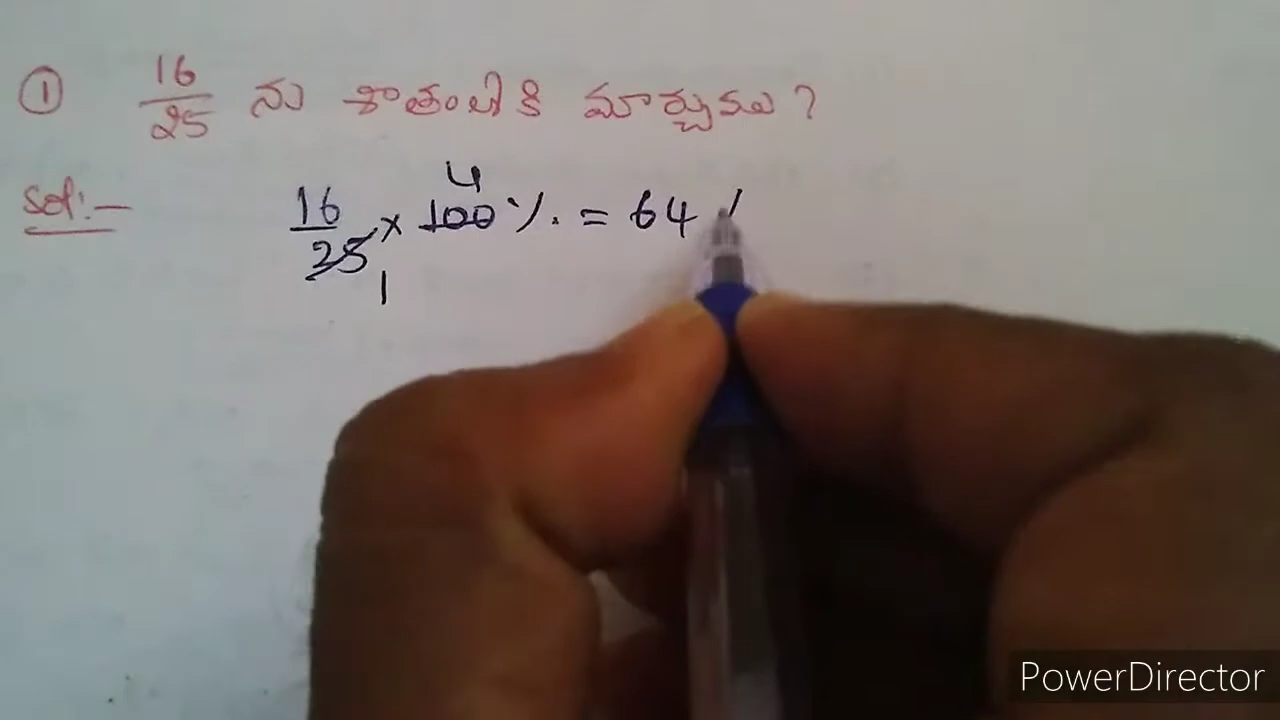 ① 16/25 ను శాతంలోకి మార్చుము ?
Sol:-
16/25 × 100 % = 64 %
4
1
PowerDirector